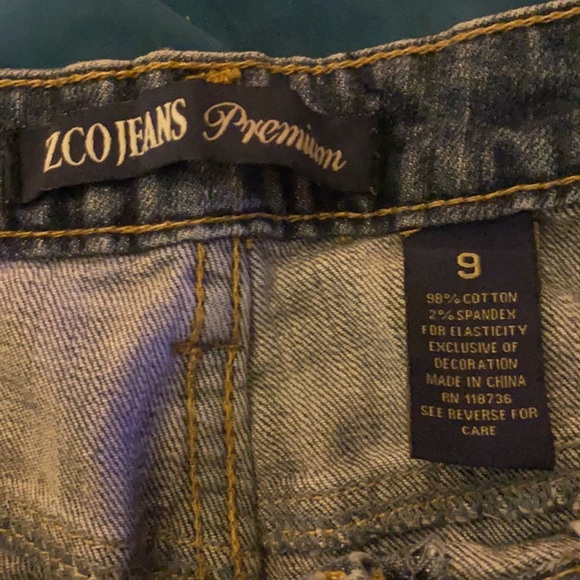 ZCO JEANS Premium
9
98% COTTON
2% SPANDEX
FOR ELASTICITY
EXCLUSIVE OF
DECORATION
MADE IN CHINA
RN 118736
SEE REVERSE FOR
CARE